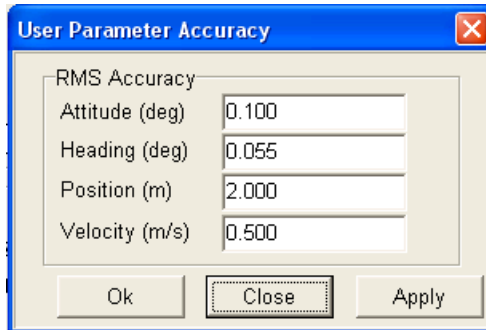 User Parameter Accuracy
RMS Accuracy
Attitude (deg) 0.100
Heading (deg) 0.055
Position (m) 2.000
Velocity (m/s) 0.500
Ok Close Apply